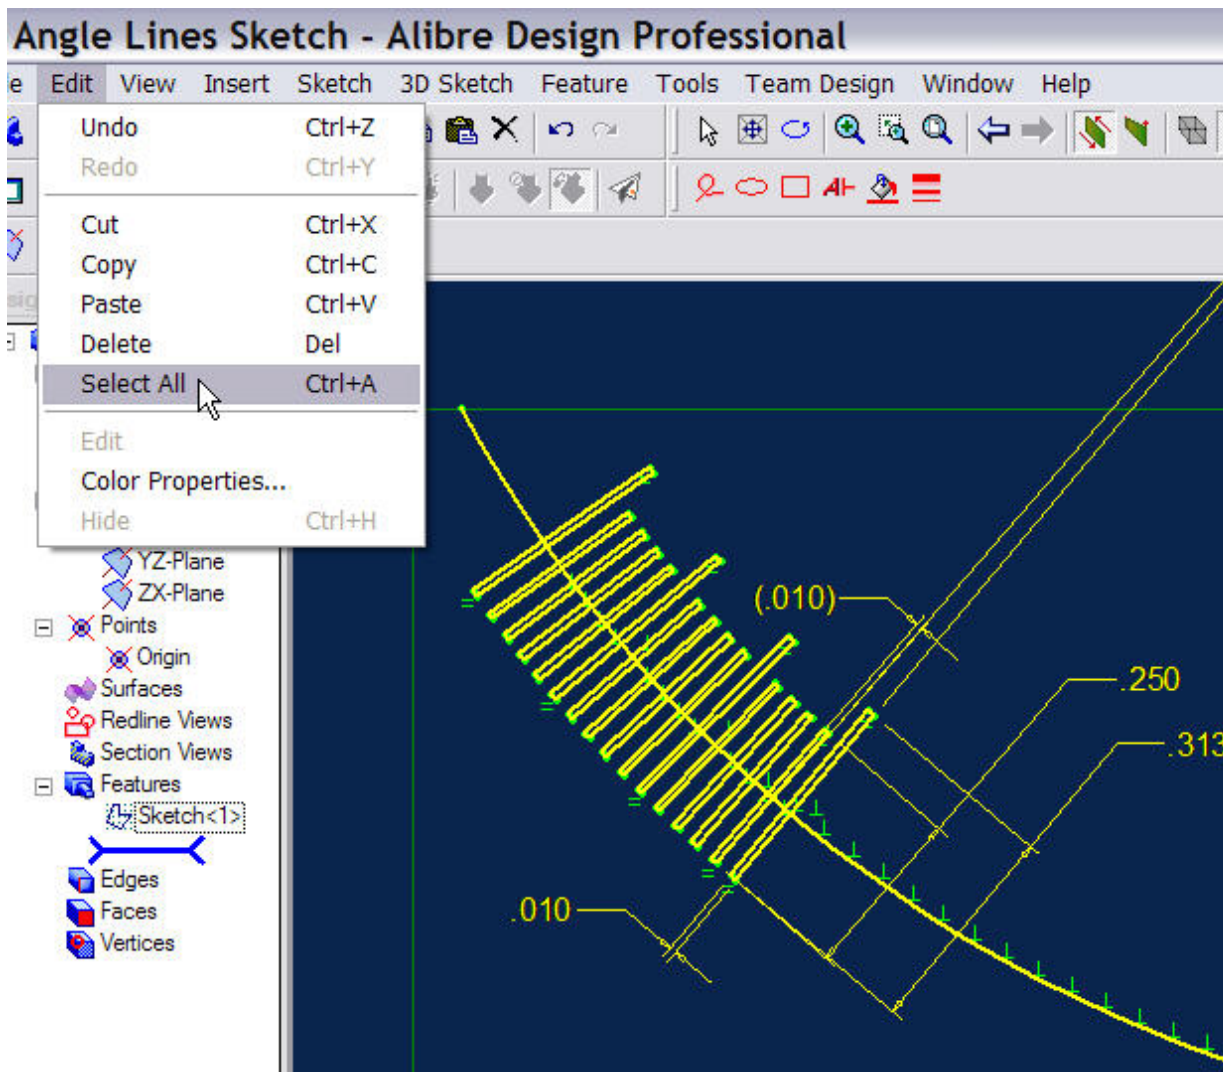 Angle Lines Sketch - Alibre Design Professional
Edit View Insert Sketch 3D Sketch Feature Tools Team Design Window Help
Undo Ctrl+Z
Redo Ctrl+Y
Cut Ctrl+X
Copy Ctrl+C
Paste Ctrl+V
Delete Del
Select All Ctrl+A
Edit
Color Properties...
Hide Ctrl+H
YZ-Plane
ZX-Plane
Points
Origin
Surfaces
Redline Views
Section Views
Features
Sketch<1>
Edges
Faces
Vertices
(.010)
.250
.313
.010